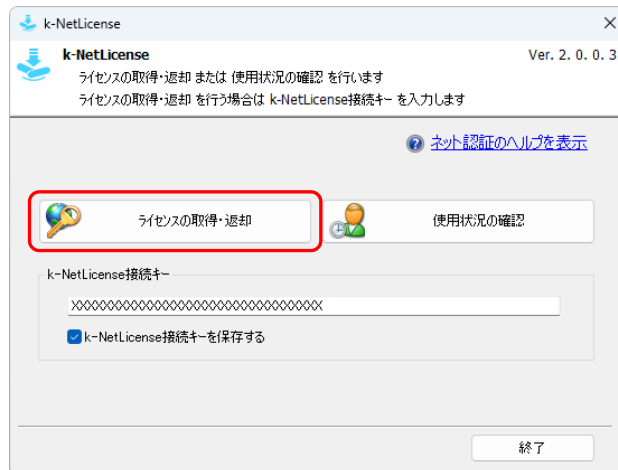 k-NetLicense
k-NetLicense
Ver. 2. 0. 0. 3
ライセンスの取得・返却 または 使用状況の確認 を行います
ライセンスの取得・返却 を行う場合は k-NetLicense接続キー を入力します
ネット認証のヘルプを表示
ライセンスの取得・返却
使用状況の確認
k-NetLicense接続キー
XXXXXXXXXXXXXXXXXXXXXXXXXXXXXXXX
k-NetLicense接続キーを保存する
終了